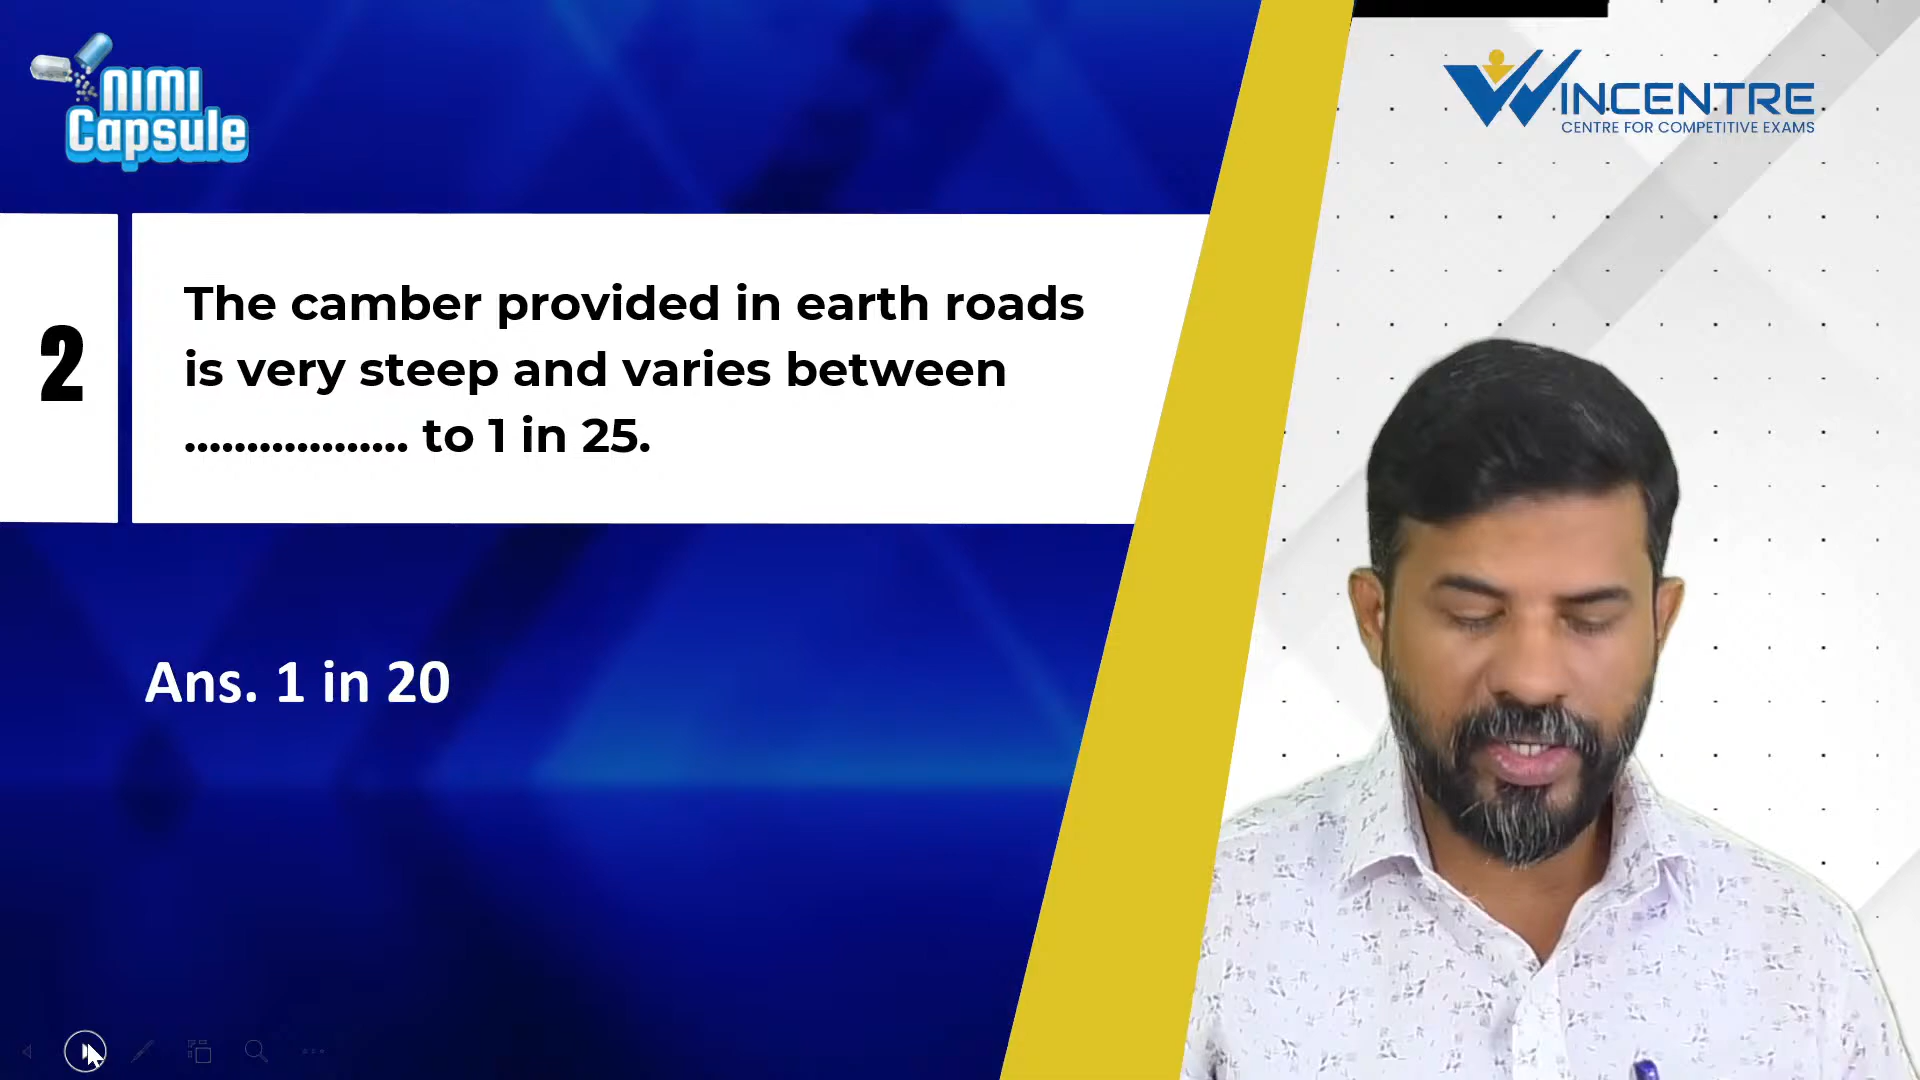 NIMI
Capsule
WINCENTRE
CENTRE FOR COMPETITIVE EXAMS
2
The camber provided in earth roads
is very steep and varies between
.................. to 1 in 25.
Ans. 1 in 20